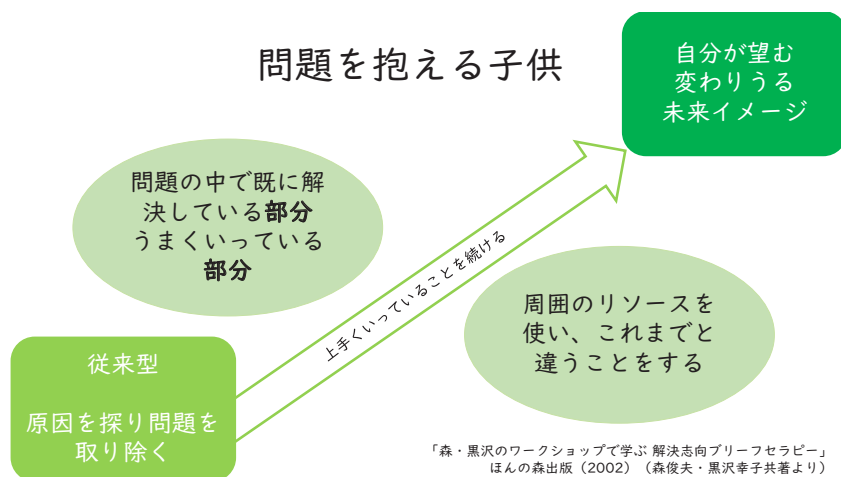 問題を抱える子供
自分が望む
変わりうる
未来イメージ
問題の中で既に解
決している部分
うまくいっている
部分
上手くいっていることを続ける
周囲のリソースを
使い、これまでと
違うことをする
従来型
原因を探り問題を
取り除く
「森・黒沢のワークショップで学ぶ 解決志向ブリーフセラピー」
ほんの森出版（2002）（森俊夫・黒沢幸子共著より）